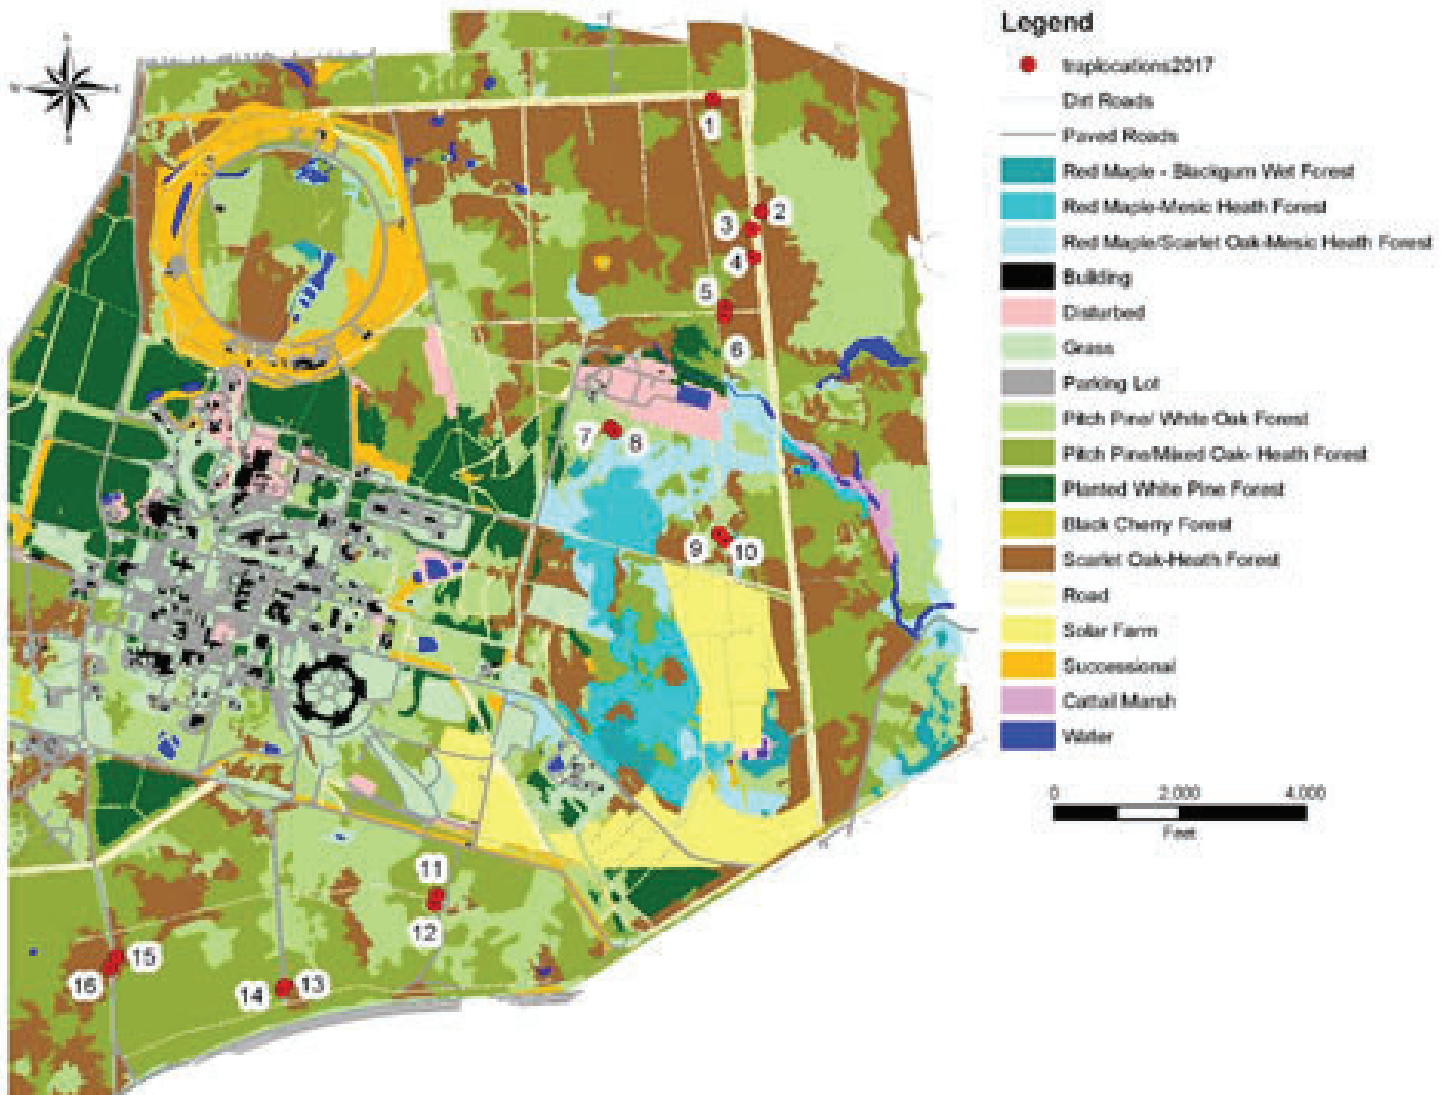 Legend
traplocations2017
Dirt Roads
Paved Roads
Red Maple - Blackgum Wet Forest
Red Maple-Mesic Heath Forest
Red Maple/Scarlet Oak-Mesic Heath Forest
Building
Disturbed
Grass
Parking Lot
Pitch Pine/ White Oak Forest
Pitch Pine/Mixed Oak- Heath Forest
Planted White Pine Forest
Black Cherry Forest
Scarlet Oak-Heath Forest
Road
Solar Farm
Successional
Cattail Marsh
Water
0 2,000 4,000
Feet
1
2
3
4
5
6
7 8
9 10
11
12
15
16
14 13